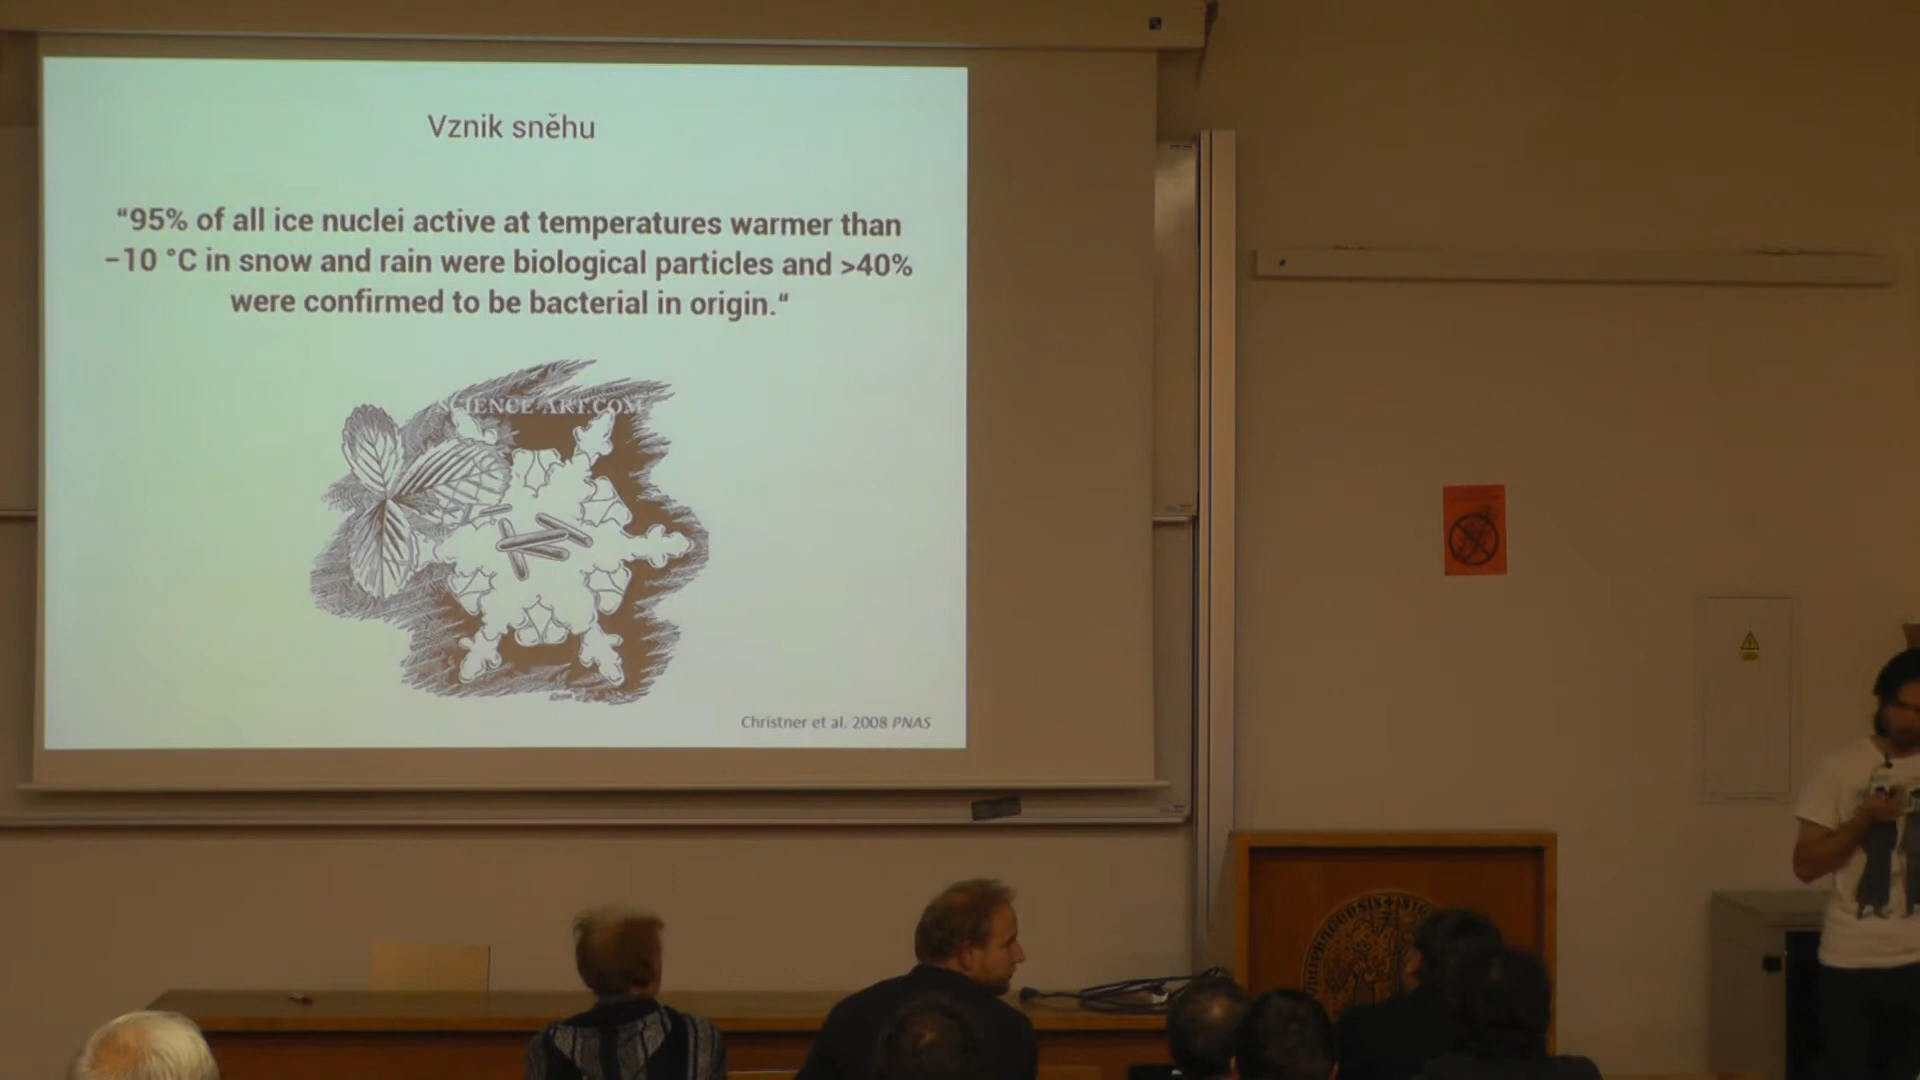 Vznik sněhu
“95% of all ice nuclei active at temperatures warmer than
−10 °C in snow and rain were biological particles and >40%
were confirmed to be bacterial in origin.“
SCIENCE-ART.COM
Christner et al. 2008 PNAS